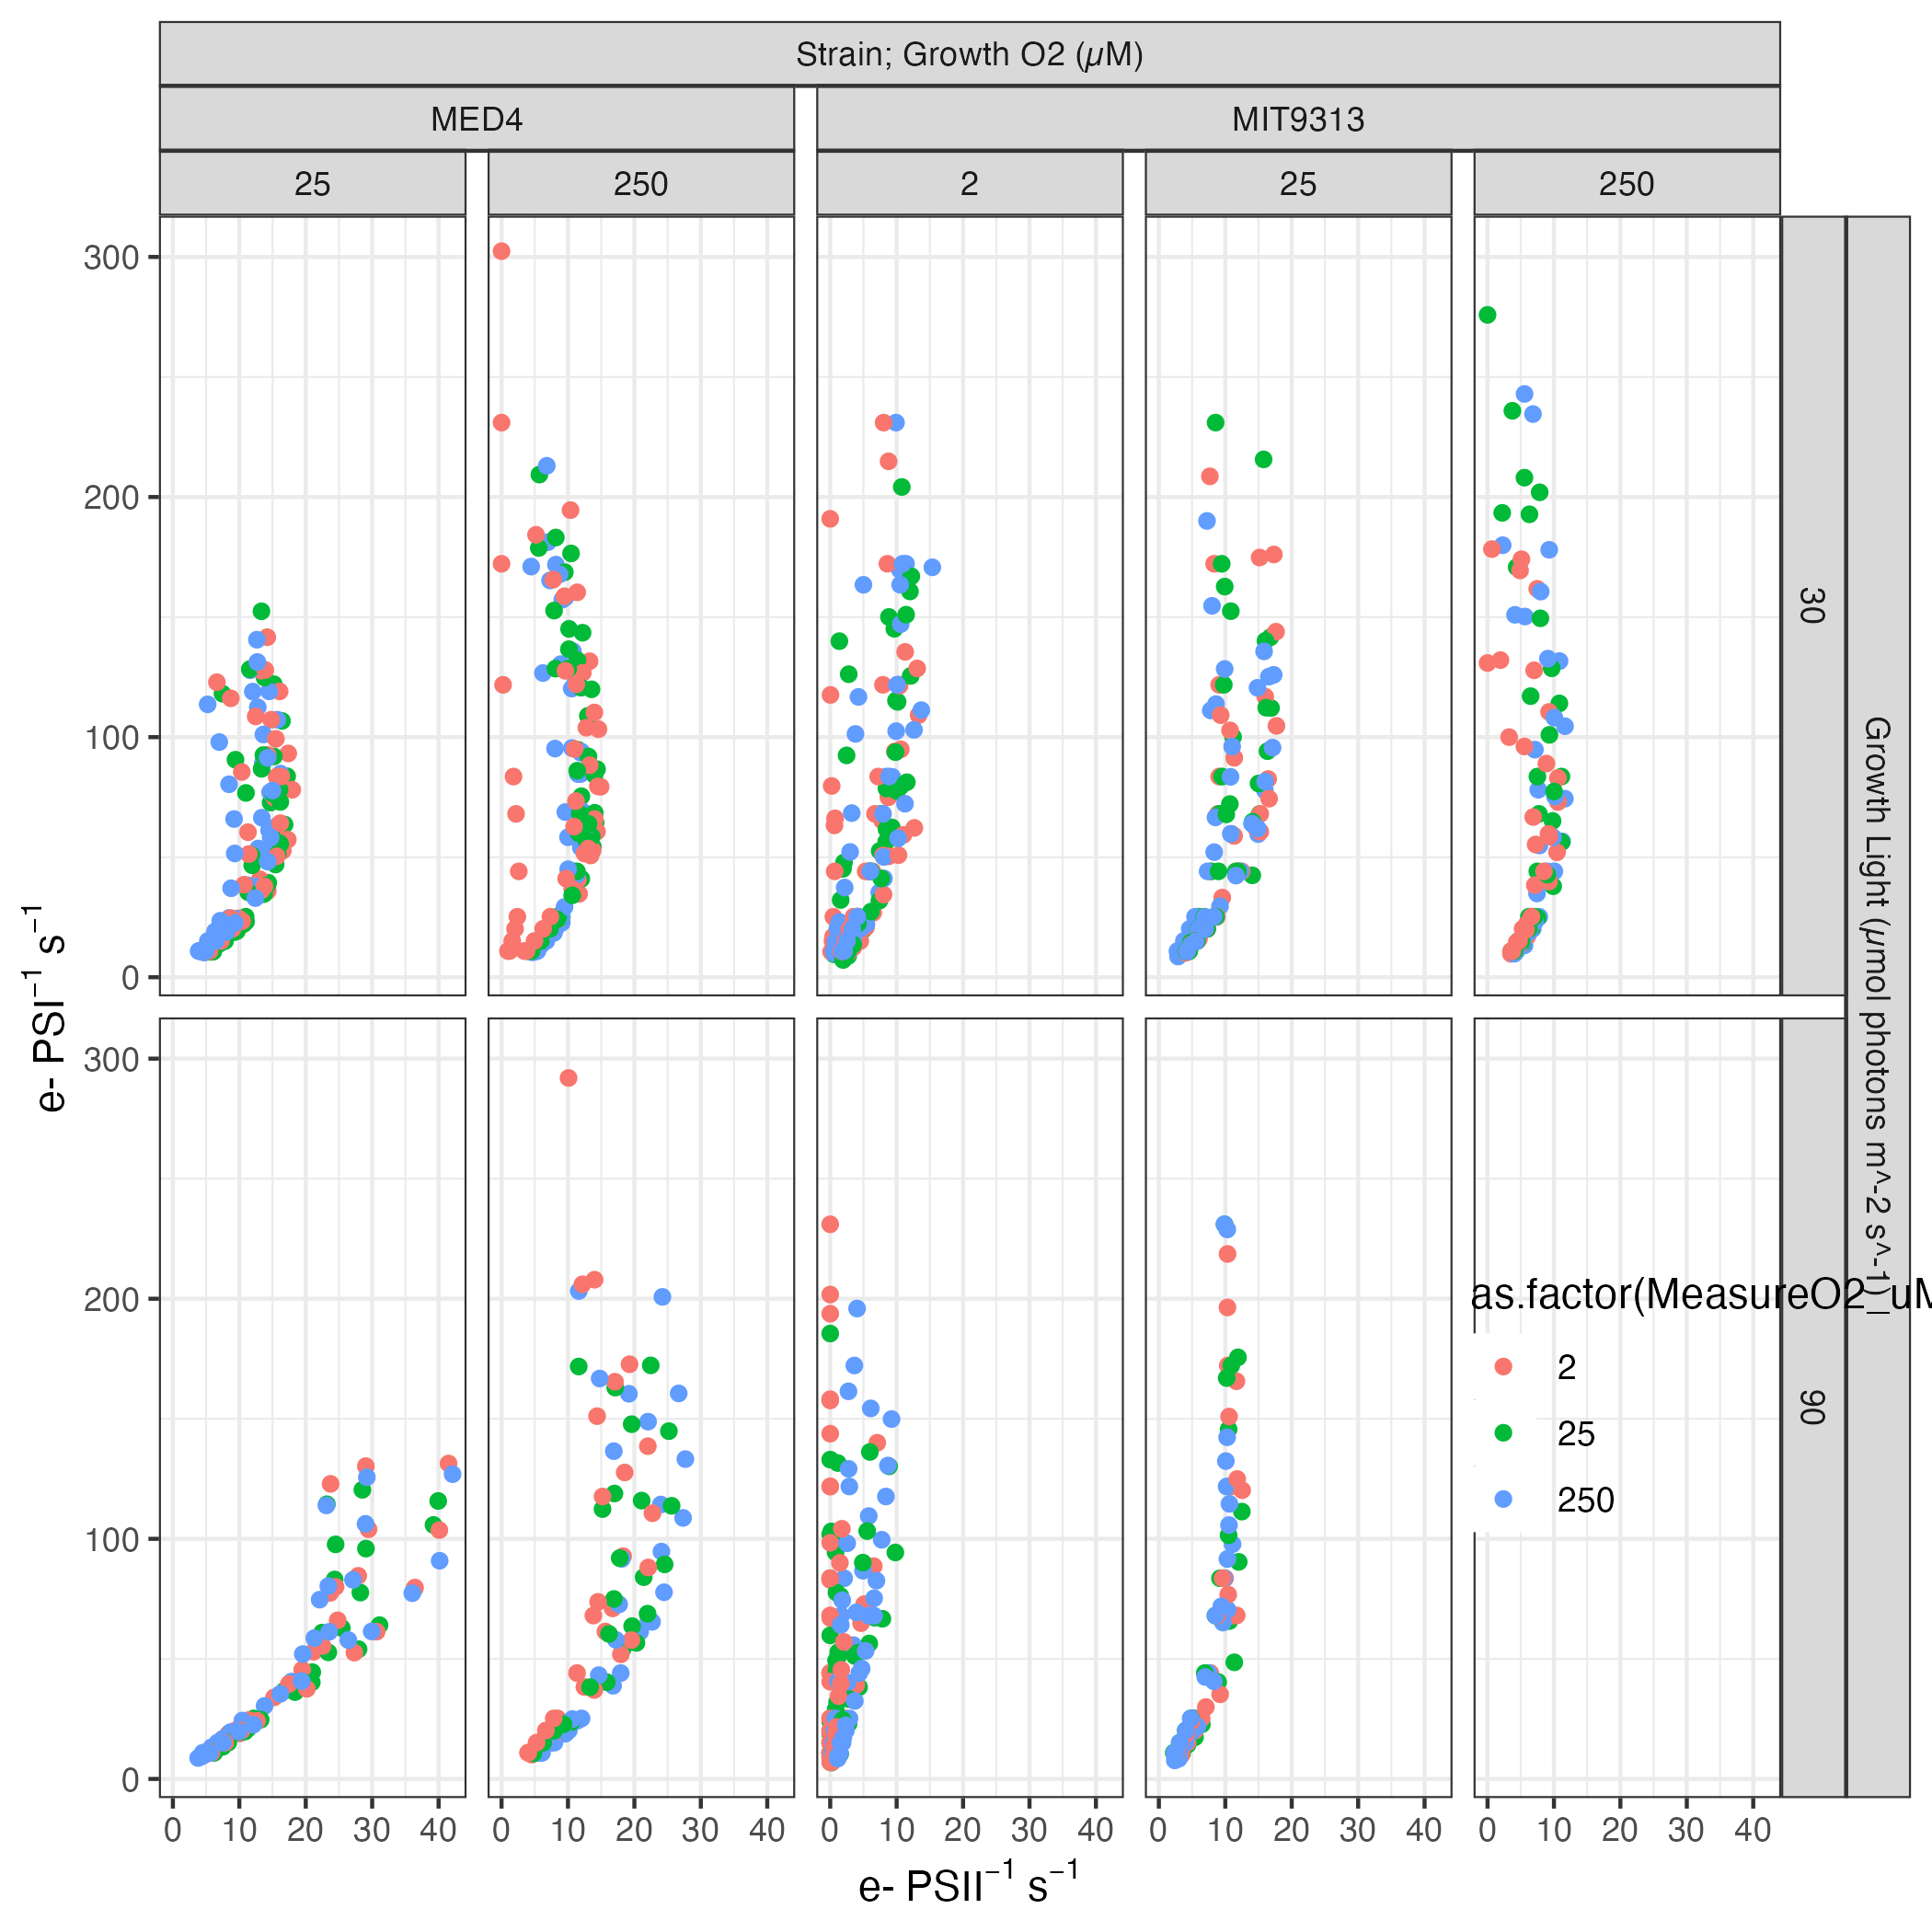 Strain; Growth O2 (µM)
MED4
MIT9313
25
250
2
25
250
300
200
100
0
30
300
200
100
0
90
Growth Light (µmol photons m^-2 s^-1) |
e- PSI⁻¹ s⁻¹
as.factor(MeasureO2_uM
2
25
250
0 10 20 30 40
0 10 20 30 40
0 10 20 30 40
0 10 20 30 40
0 10 20 30 40
e- PSII⁻¹ s⁻¹